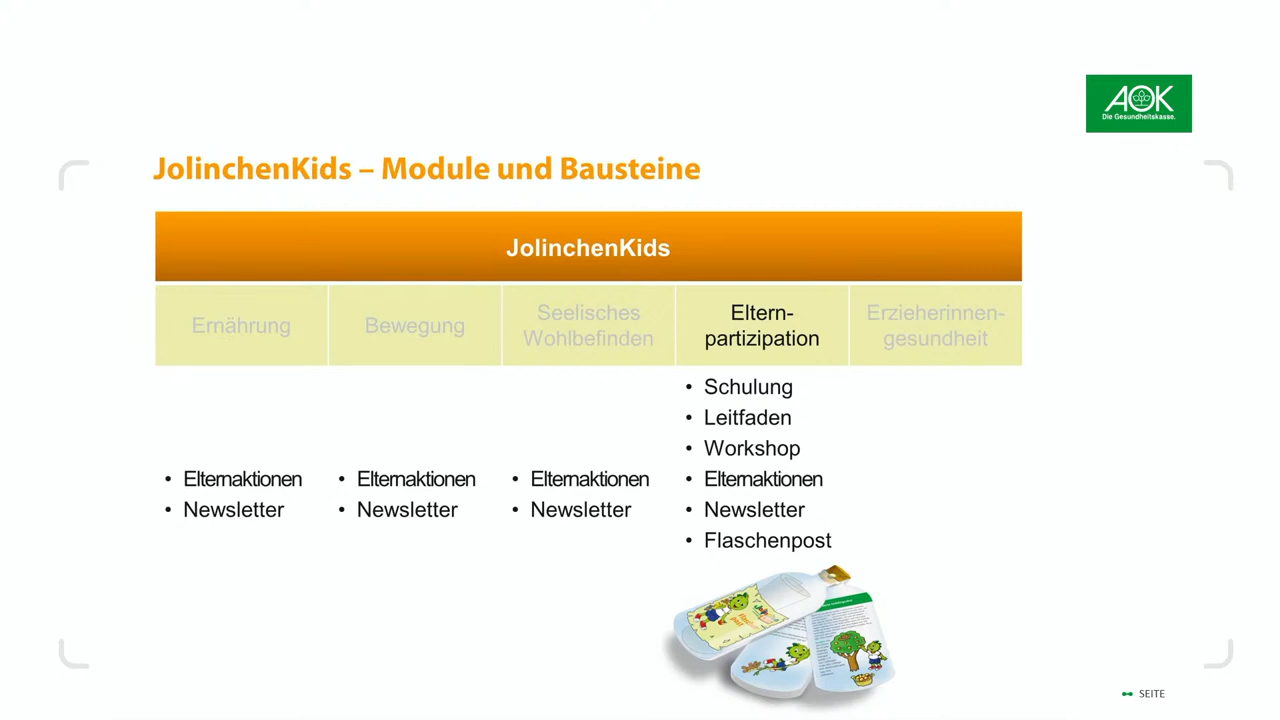 AOK
Die Gesundheitskasse.
JolinchenKids – Module und Bausteine
JolinchenKids
Ernährung
Bewegung
Seelisches
Wohlbefinden
Eltern-
partizipation
Erzieherinnen-
gesundheit
• Elternaktionen
• Newsletter
• Elternaktionen
• Newsletter
• Elternaktionen
• Newsletter
• Schulung
• Leitfaden
• Workshop
• Elternaktionen
• Newsletter
• Flaschenpost
SEITE